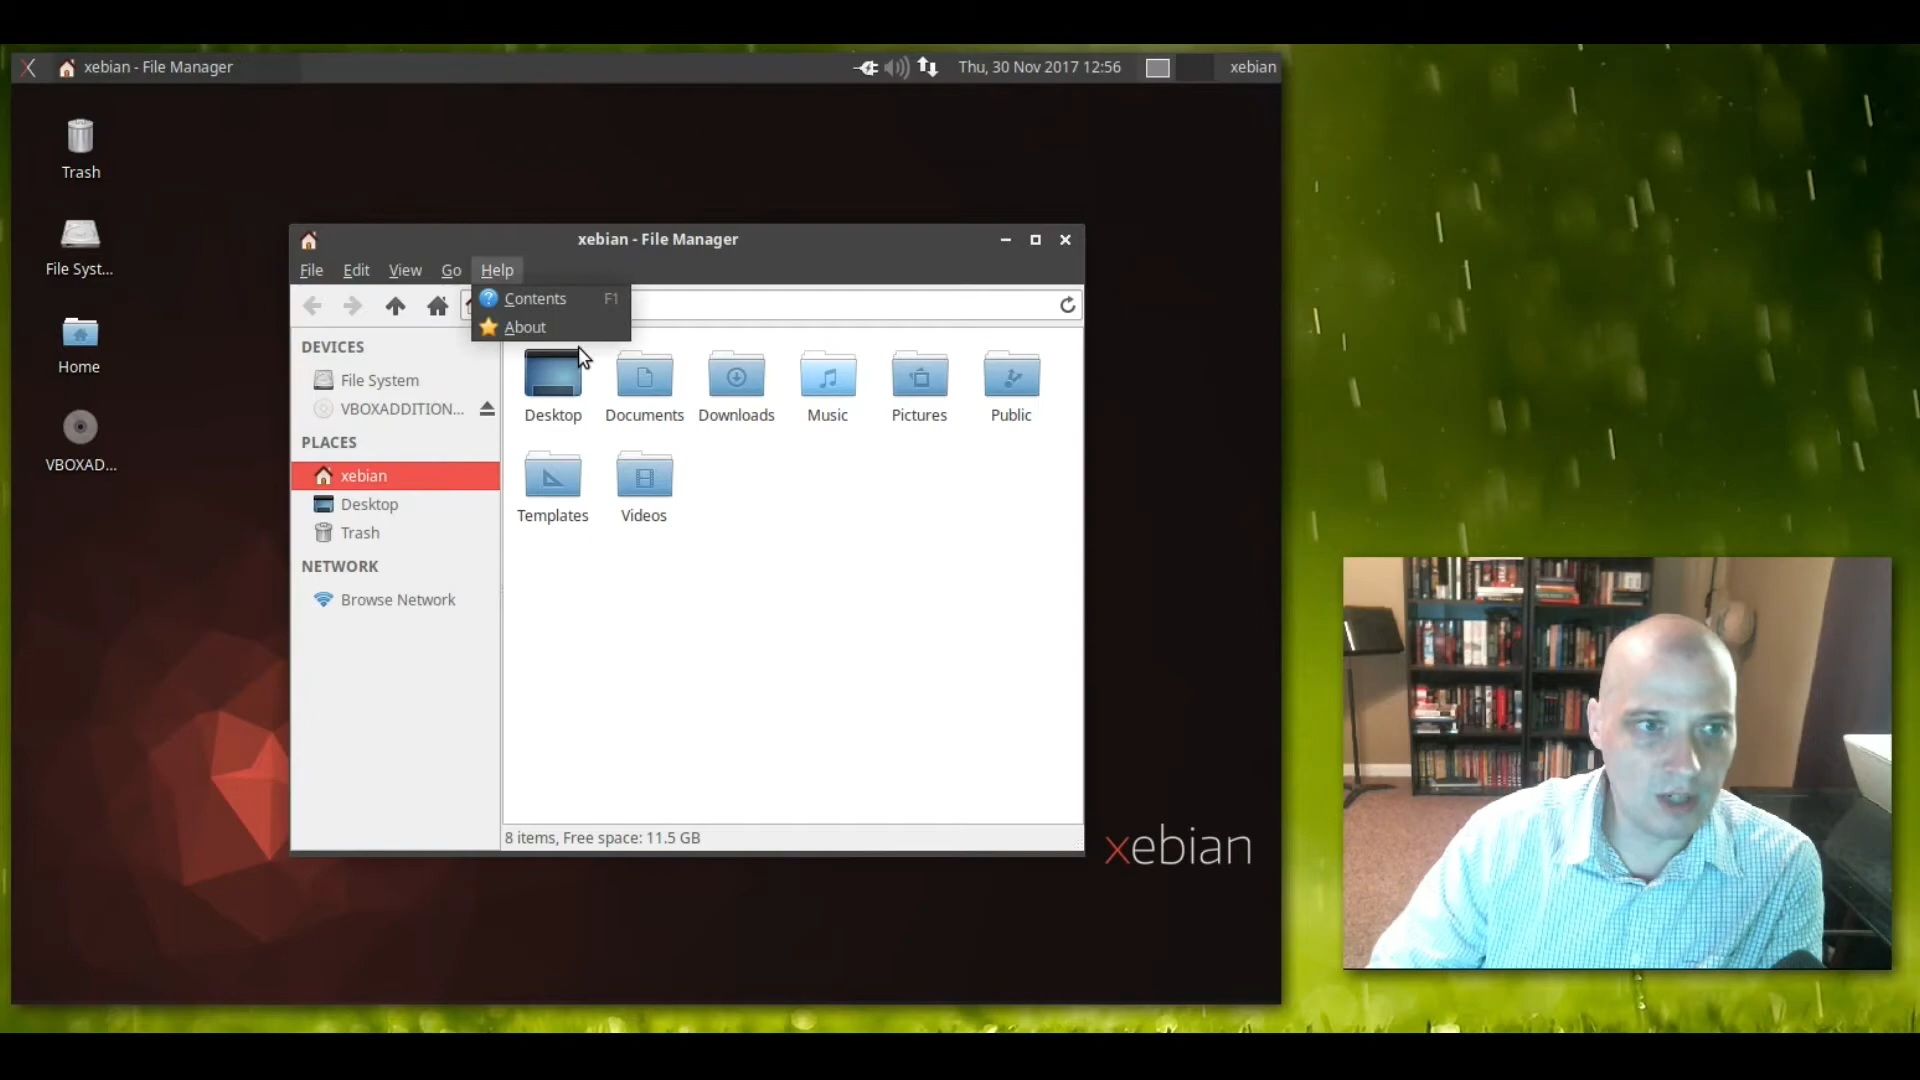 xebian - File Manager
Thu, 30 Nov 2017 12:56
xebian
Trash
File Syst...
Home
VBOXAD...
xebian - File Manager
File Edit View Go Help
Contents F1
About
DEVICES
File System
VBOXADDITION...
PLACES
xebian
Desktop
Trash
NETWORK
Browse Network
Desktop Documents Downloads Music Pictures Public
Templates Videos
8 items, Free space: 11.5 GB
xebian